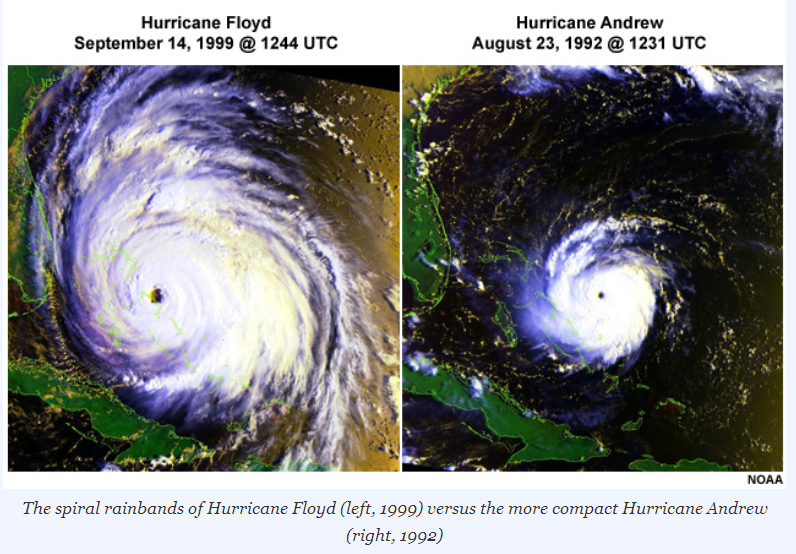 Hurricane Floyd
September 14, 1999 @ 1244 UTC
Hurricane Andrew
August 23, 1992 @ 1231 UTC
NOAA
The spiral rainbands of Hurricane Floyd (left, 1999) versus the more compact Hurricane Andrew
(right, 1992)